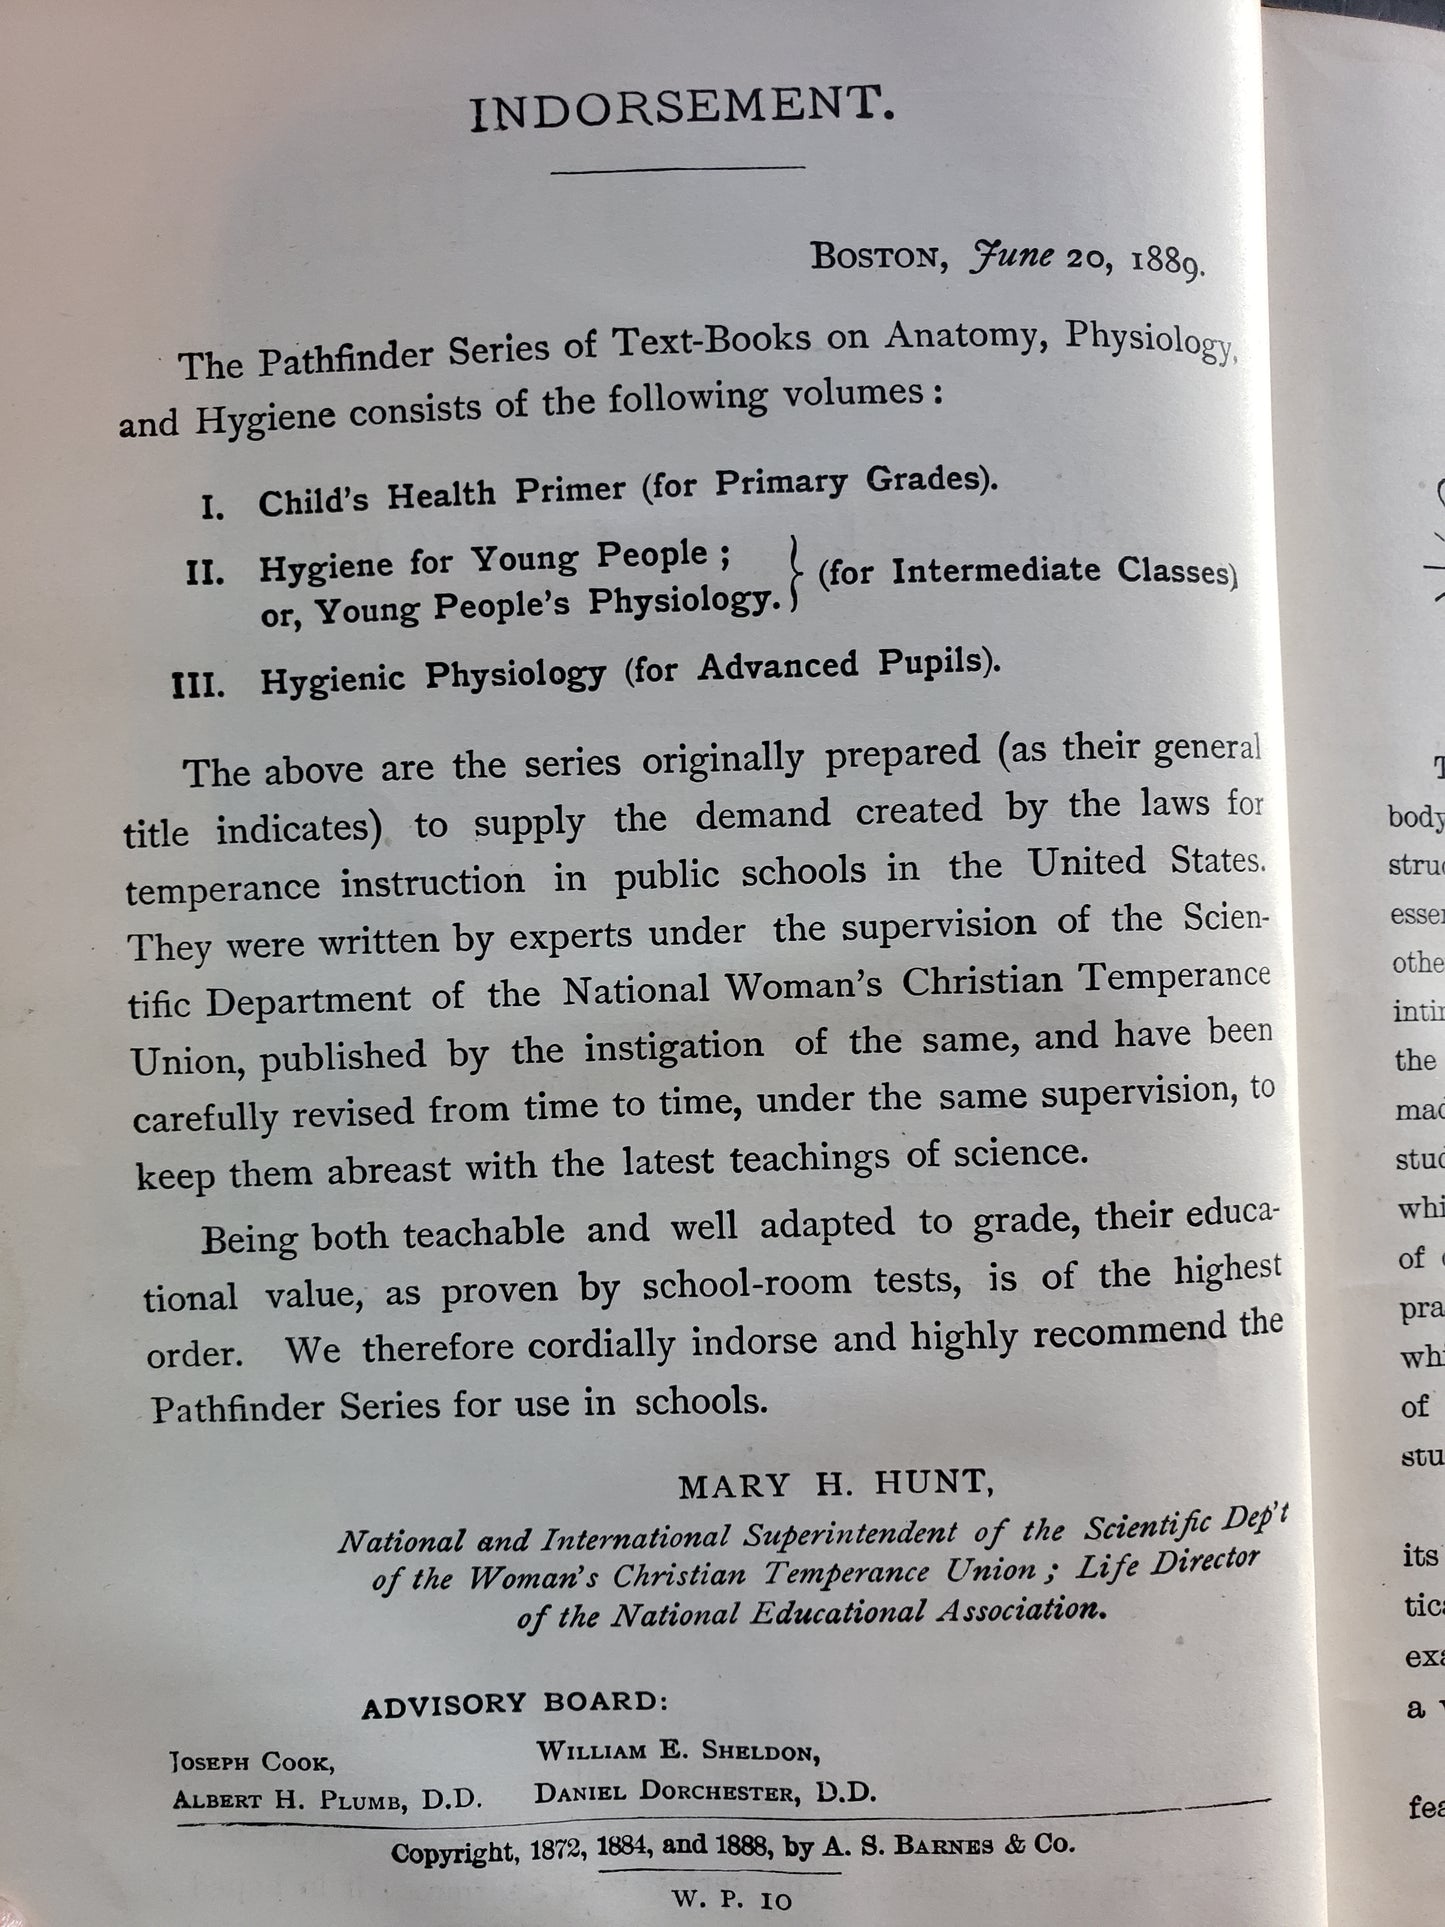 INDORSEMENT.
BOSTON, June 20, 1889.
The Pathfinder Series of Text-Books on Anatomy, Physiology,
and Hygiene consists of the following volumes:
I. Child's Health Primer (for Primary Grades).
II. Hygiene for Young People;
or, Young People's Physiology. } (for Intermediate Classes)
III. Hygienic Physiology (for Advanced Pupils).
The above are the series originally prepared (as their general
title indicates) to supply the demand created by the laws for
temperance instruction in public schools in the United States.
They were written by experts under the supervision of the Scien-
tific Department of the National Woman's Christian Temperance
Union, published by the instigation of the same, and have been
carefully revised from time to time, under the same supervision, to
keep them abreast with the latest teachings of science.
Being both teachable and well adapted to grade, their educa-
tional value, as proven by school-room tests, is of the highest
order. We therefore cordially indorse and highly recommend the
Pathfinder Series for use in schools.
MARY H. HUNT,
National and International Superintendent of the Scientific Dep't
of the Woman's Christian Temperance Union; Life Director
of the National Educational Association.
ADVISORY BOARD:
JOSEPH COOK, WILLIAM E. SHELDON,
ALBERT H. PLUMB, D.D. DANIEL DORCHESTER, D.D.
Copyright, 1872, 1884, and 1888, by A. S. BARNES & Co.
W. P. 10
body
the
of
of
its
a